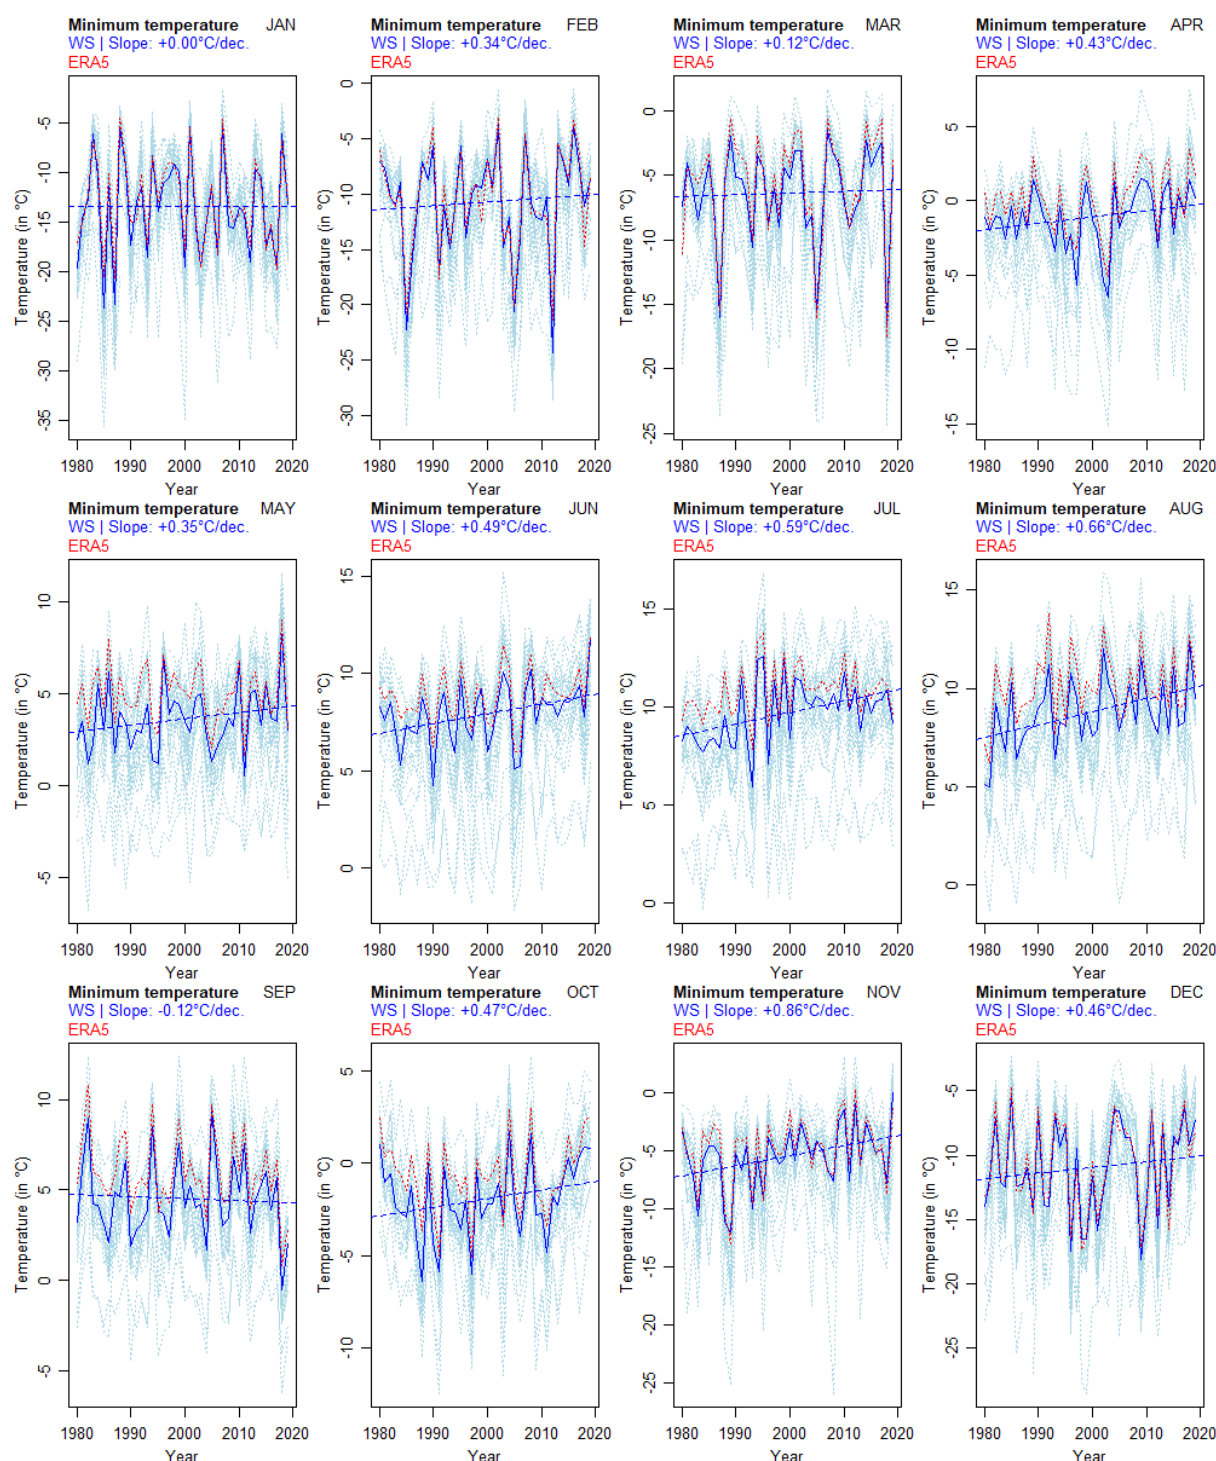 Minimum temperature JAN
WS | Slope: +0.00°C/dec.
ERA5
Temperature (in °C)
-5
-10
-15
-20
-25
-30
-35
1980 1990 2000 2010 2020
Year
Minimum temperature FEB
WS | Slope: +0.34°C/dec.
ERA5
Temperature (in °C)
0
-5
-10
-15
-20
-25
-30
1980 1990 2000 2010 2020
Year
Minimum temperature MAR
WS | Slope: +0.12°C/dec.
ERA5
Temperature (in °C)
0
-5
-10
-15
-20
-25
1980 1990 2000 2010 2020
Year
Minimum temperature APR
WS | Slope: +0.43°C/dec.
ERA5
Temperature (in °C)
5
0
-5
-10
-15
1980 1990 2000 2010 2020
Year
Minimum temperature MAY
WS | Slope: +0.35°C/dec.
ERA5
Temperature (in °C)
10
5
0
-5
1980 1990 2000 2010 2020
Year
Minimum temperature JUN
WS | Slope: +0.49°C/dec.
ERA5
Temperature (in °C)
15
10
5
0
1980 1990 2000 2010 2020
Year
Minimum temperature JUL
WS | Slope: +0.59°C/dec.
ERA5
Temperature (in °C)
15
10
5
0
1980 1990 2000 2010 2020
Year
Minimum temperature AUG
WS | Slope: +0.66°C/dec.
ERA5
Temperature (in °C)
15
10
5
0
1980 1990 2000 2010 2020
Year
Minimum temperature SEP
WS | Slope: -0.12°C/dec.
ERA5
Temperature (in °C)
10
5
0
-5
1980 1990 2000 2010 2020
Year
Minimum temperature OCT
WS | Slope: +0.47°C/dec.
ERA5
Temperature (in °C)
5
0
-5
-10
1980 1990 2000 2010 2020
Year
Minimum temperature NOV
WS | Slope: +0.86°C/dec.
ERA5
Temperature (in °C)
0
-5
-10
-15
-20
-25
1980 1990 2000 2010 2020
Year
Minimum temperature DEC
WS | Slope: +0.46°C/dec.
ERA5
Temperature (in °C)
-5
-10
-15
-20
-25
1980 1990 2000 2010 2020
Year